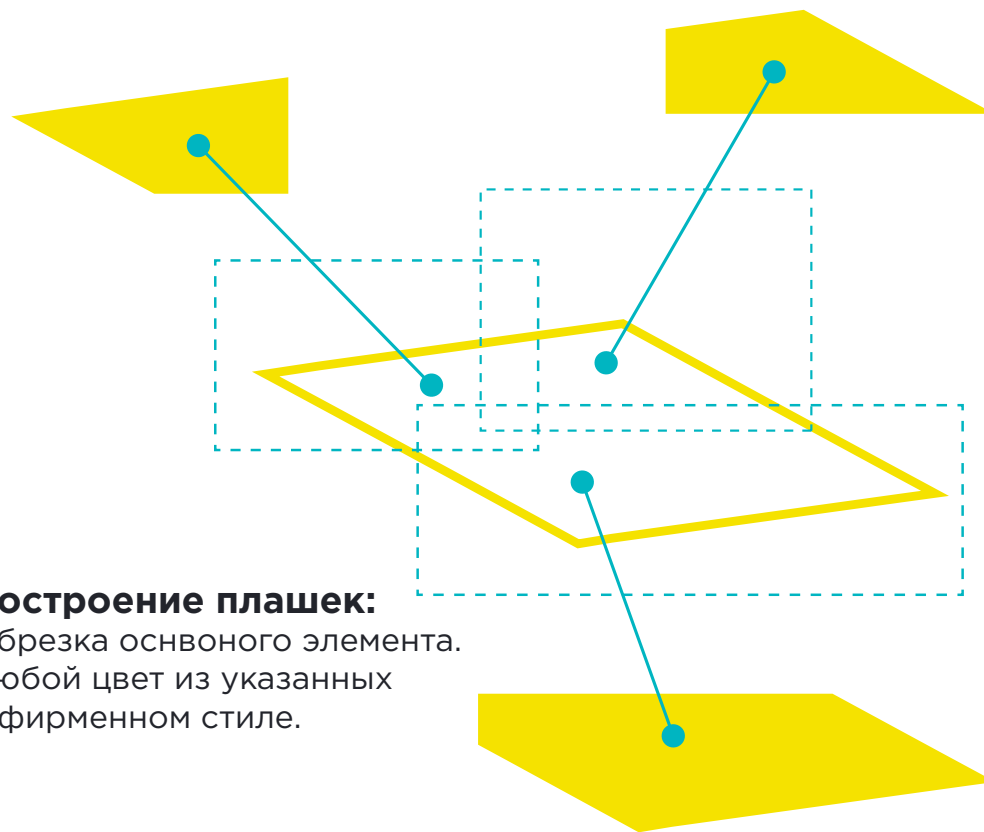 остроение плашек:
брезка оснвоного элемента.
юбой цвет из указанных
фирменном стиле.